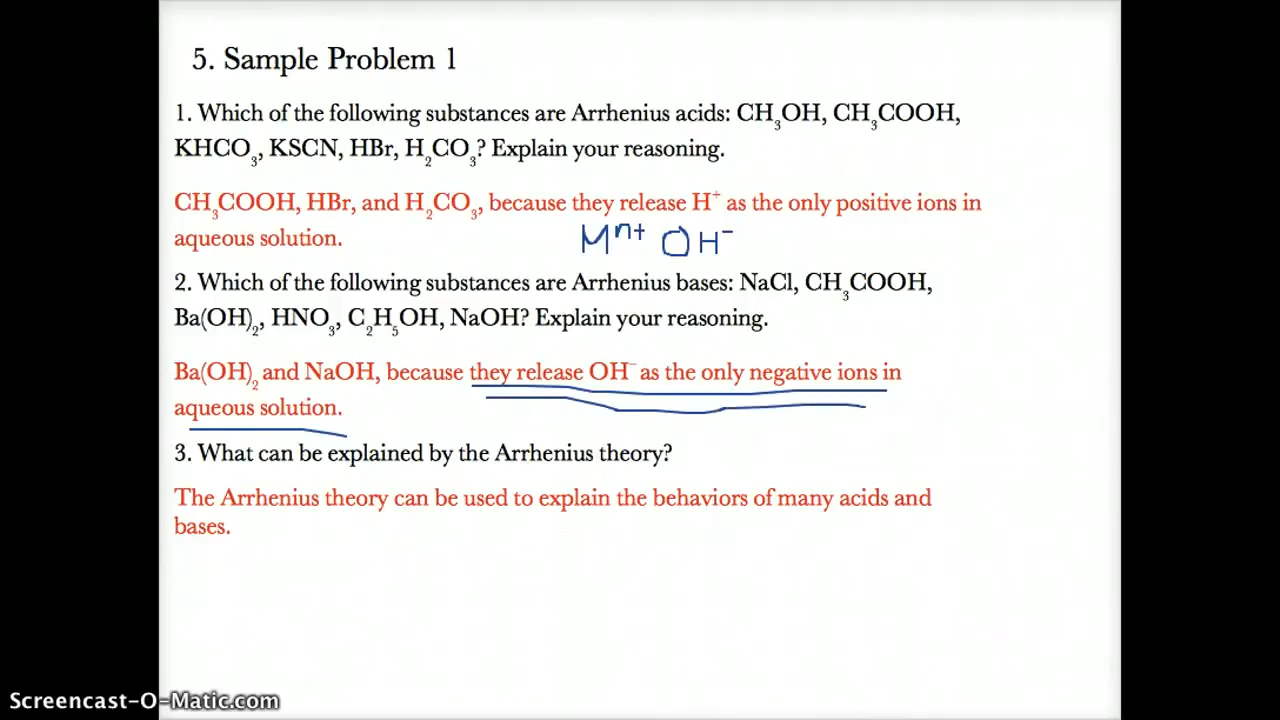 5. Sample Problem 1
1. Which of the following substances are Arrhenius acids: CH₃OH, CH₃COOH,
KHCO₃, KSCN, HBr, H₂CO₃? Explain your reasoning.
CH₃COOH, HBr, and H₂CO₃, because they release H⁺ as the only positive ions in
aqueous solution.
Mⁿ⁺ OH⁻
2. Which of the following substances are Arrhenius bases: NaCl, CH₃COOH,
Ba(OH)₂, HNO₃, C₂H₅OH, NaOH? Explain your reasoning.
Ba(OH)₂ and NaOH, because they release OH⁻ as the only negative ions in
aqueous solution.
3. What can be explained by the Arrhenius theory?
The Arrhenius theory can be used to explain the behaviors of many acids and
bases.
Screencast-O-Matic.com